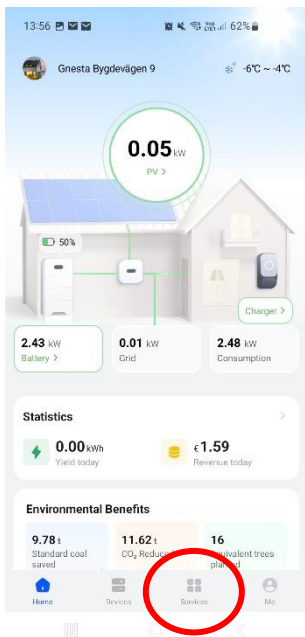 13:56 62%
Gnesta Bygdevägen 9 -6℃ ~ -4℃
0.05 kW
PV >
50%
Charger >
2.43 kW 0.01 kW 2.48 kW
Battery > Grid Consumption
Statistics >
0.00 kWh € 1.59
Yield today Revenue today
Environmental Benefits
9.78 t 11.62 t 16
Standard coal CO₂ Reduce Equivalent trees
saved planted
Home Devices Services Me